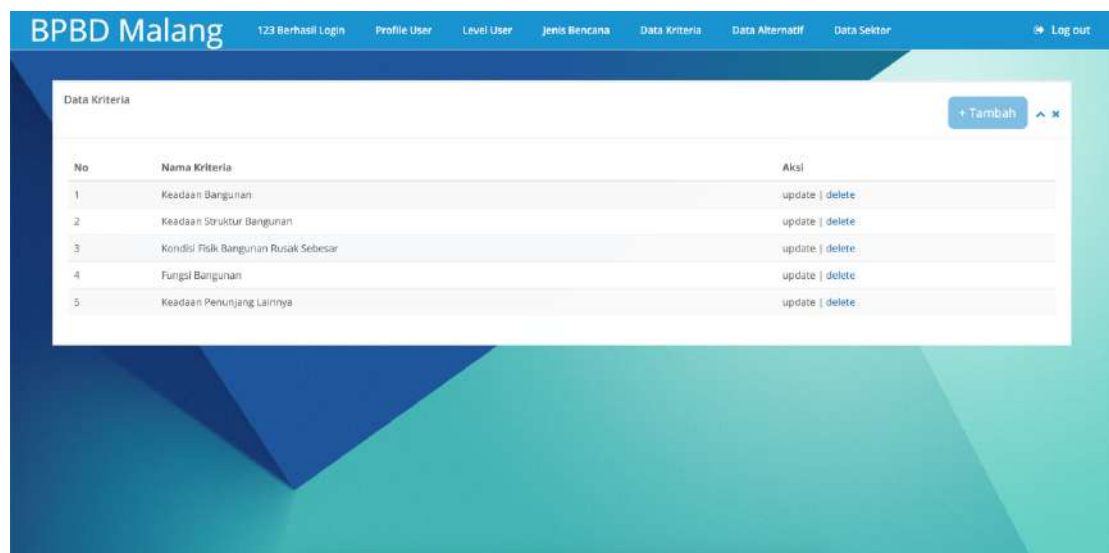 BPBD Malang 123 Berhasil Login Profile User Level User Jenis Bencana Data Kriteria Data Alternatif Data Sektor Log out
Data Kriteria
+ Tambah
No Nama Kriteria Aksi
1 Keadaan Bangunan update | delete
2 Keadaan Struktur Bangunan update | delete
3 Kondisi Fisik Bangunan Rusak Sebesar update | delete
4 Fungsi Bangunan update | delete
5 Keadaan Penunjang Lainnya update | delete